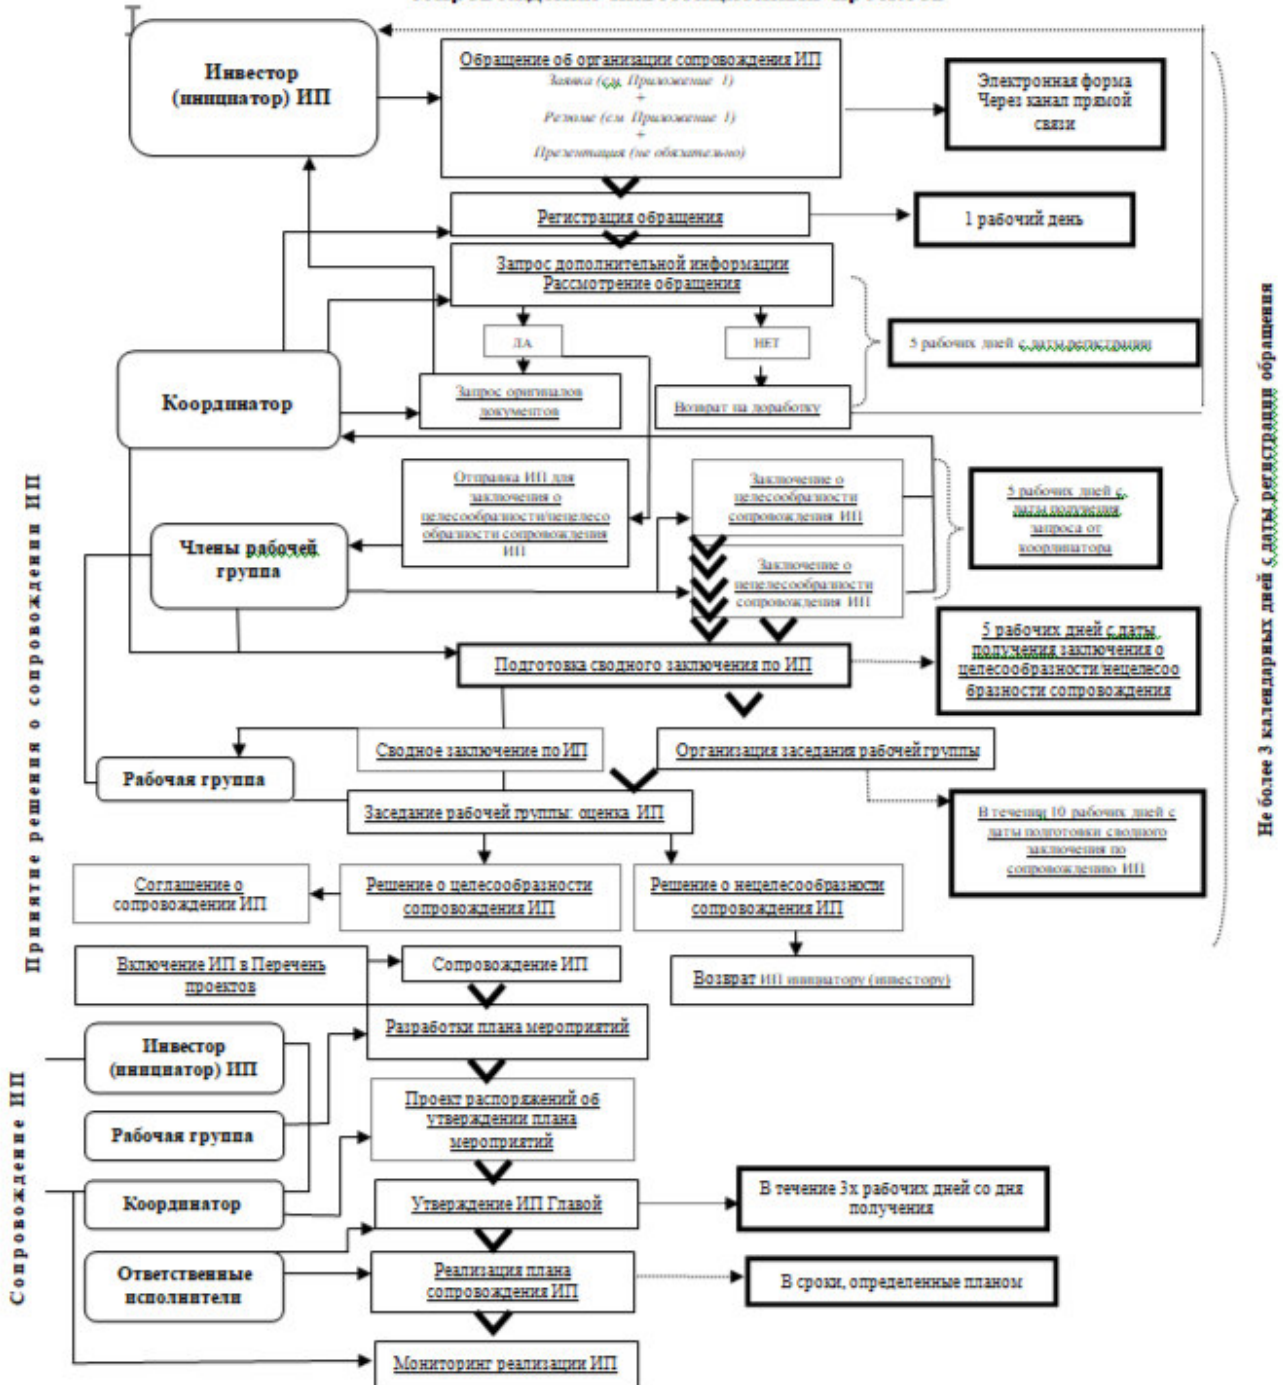 Инвестор
(инициатор) ИП
Обращение об организации сопровождения ИП
Заявка (см. Приложение 1)
+
Резюме (см Приложение 1)
+
Презентация (не обязательно)
Электронная форма
Через канал прямой
связи
Регистрация обращения
1 рабочий день
Запрос дополнительной информации
Рассмотрение обращения
ДА
НЕТ
5 рабочих дней с даты регистрации
Координатор
Запрос оригиналов
документов
Возврат на доработку
Отправка ИП для
заключения о
целесообразности/нецелесо
образности сопровождения
ИП
Заключение о
целесообразности
сопровождения ИП
5 рабочих дней с
даты получения
запроса от
координатора
Члены рабочей
группа
Заключение о
нецелесообразности
сопровождения ИП
Подготовка сводного заключения по ИП
5 рабочих дней с даты
получения заключения о
целесообразности/нецелесоо
бразности сопровождения
Сводное заключение по ИП
Организация заседания рабочей группы
Рабочая группа
Заседание рабочей группы: оценка ИП
В течении 10 рабочих дней с
даты подготовки сводного
заключения по
сопровождению ИП
Соглашение о
сопровождении ИП
Решение о целесообразности
сопровождения ИП
Решение о нецелесообразности
сопровождения ИП
Включение ИП в Перечень
проектов
Сопровождение ИП
Возврат ИП инициатору (инвестору)
Разработки плана мероприятий
Инвестор
(инициатор) ИП
Проект распоряжений об
утверждении плана
мероприятий
Рабочая группа
Координатор
Утверждение ИП Главой
В течение 3х рабочих дней со дня
получения
Ответственные
исполнители
Реализация плана
сопровождения ИП
В сроки, определенные планом
Мониторинг реализации ИП
Принятие решения о сопровождении ИП
Сопровождение ИП
Не более 3 календарных дней с даты регистрации обращения